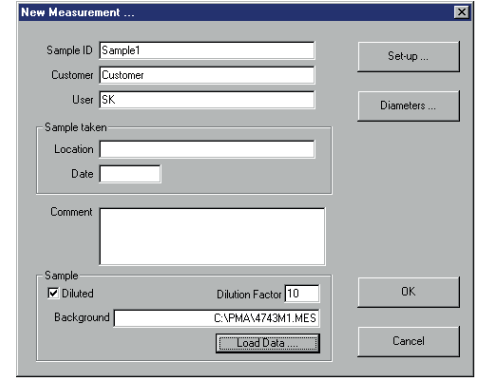 New Measurement ...
Sample ID Sample1
Set-up ...
Customer Customer
User SK
Diameters ...
Sample taken
Location
Date
Comment
Sample
Diluted Dilution Factor 10
OK
Background C:\PMA\4743M1.MES
Load Data ....
Cancel